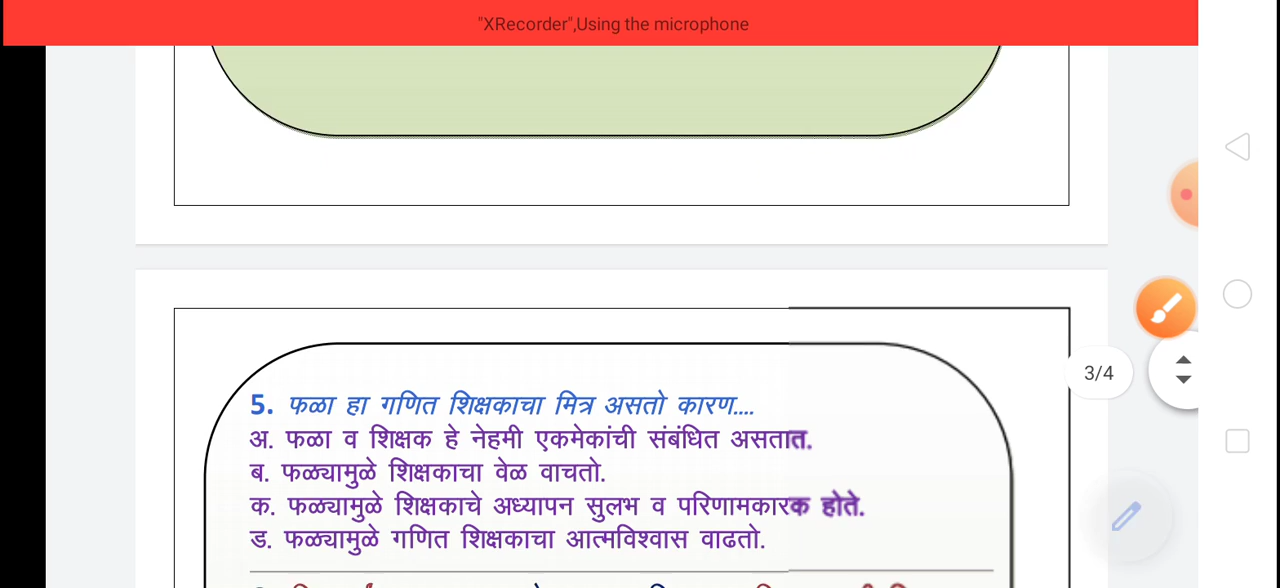 "XRecorder",Using the microphone
3/4
5. फळा हा गणित शिक्षकाचा मित्र असतो कारण....
अ. फळा व शिक्षक हे नेहमी एकमेकांची संबंधित असतात.
ब. फळ्यामुळे शिक्षकाचा वेळ वाचतो.
क. फळ्यामुळे शिक्षकाचे अध्यापन सुलभ व परिणामकारक होते.
ड. फळ्यामुळे गणित शिक्षकाचा आत्मविश्वास वाढतो.